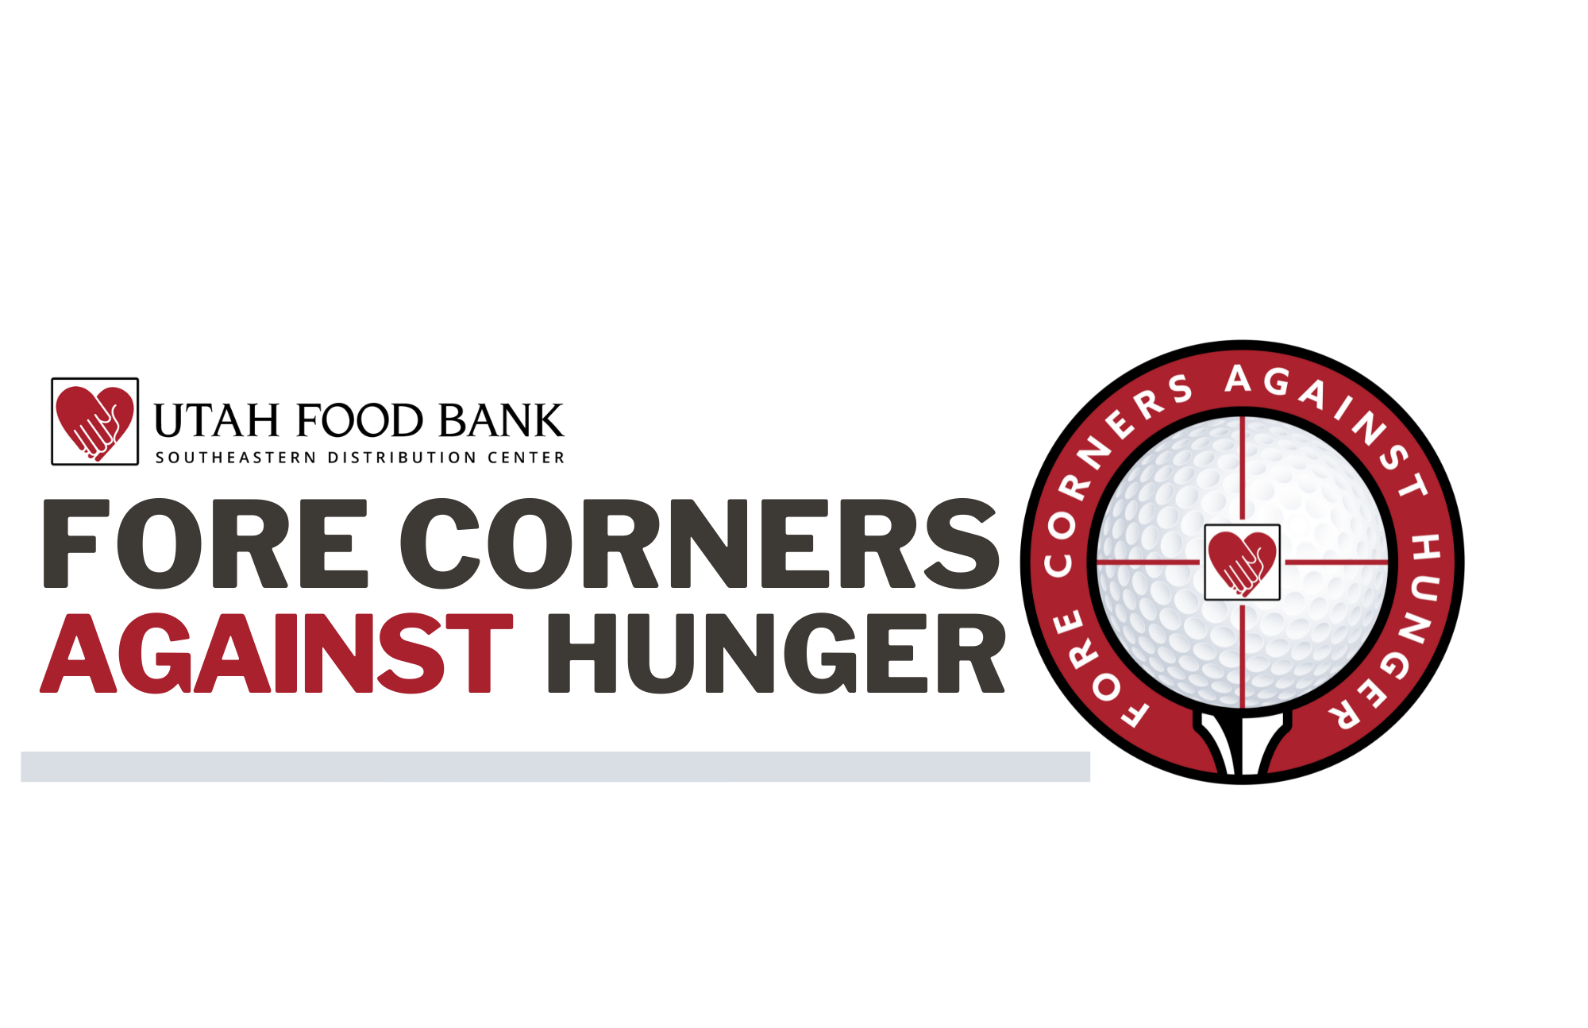 UTAH FOOD BANK
SOUTHEASTERN DISTRIBUTION CENTER
FORE CORNERS
AGAINST HUNGER
FORE CORNERS AGAINST HUNGER